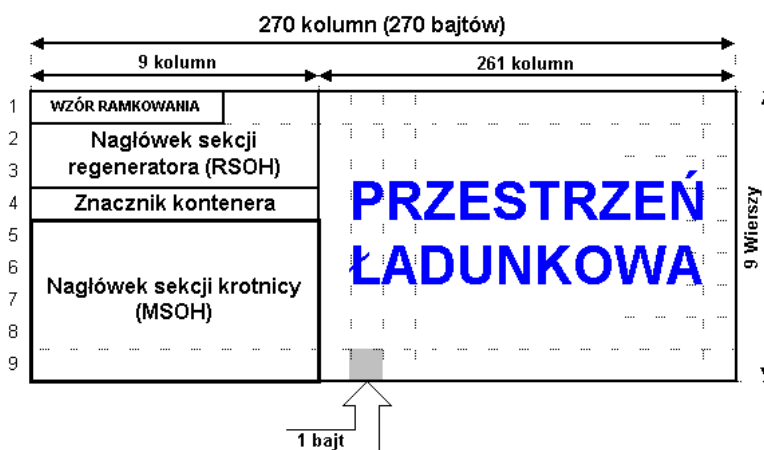 270 kolumn (270 bajtów)
9 kolumn
261 kolumn
1
WZÓR RAMKOWANIA
2
Nagłówek sekcji
3
regeneratora (RSOH)
4
Znacznik kontenera
PRZESTRZEŃ
ŁADUNKOWA
9 Wierszy
5
6
Nagłówek sekcji krotnicy
7
(MSOH)
8
9
1 bajt